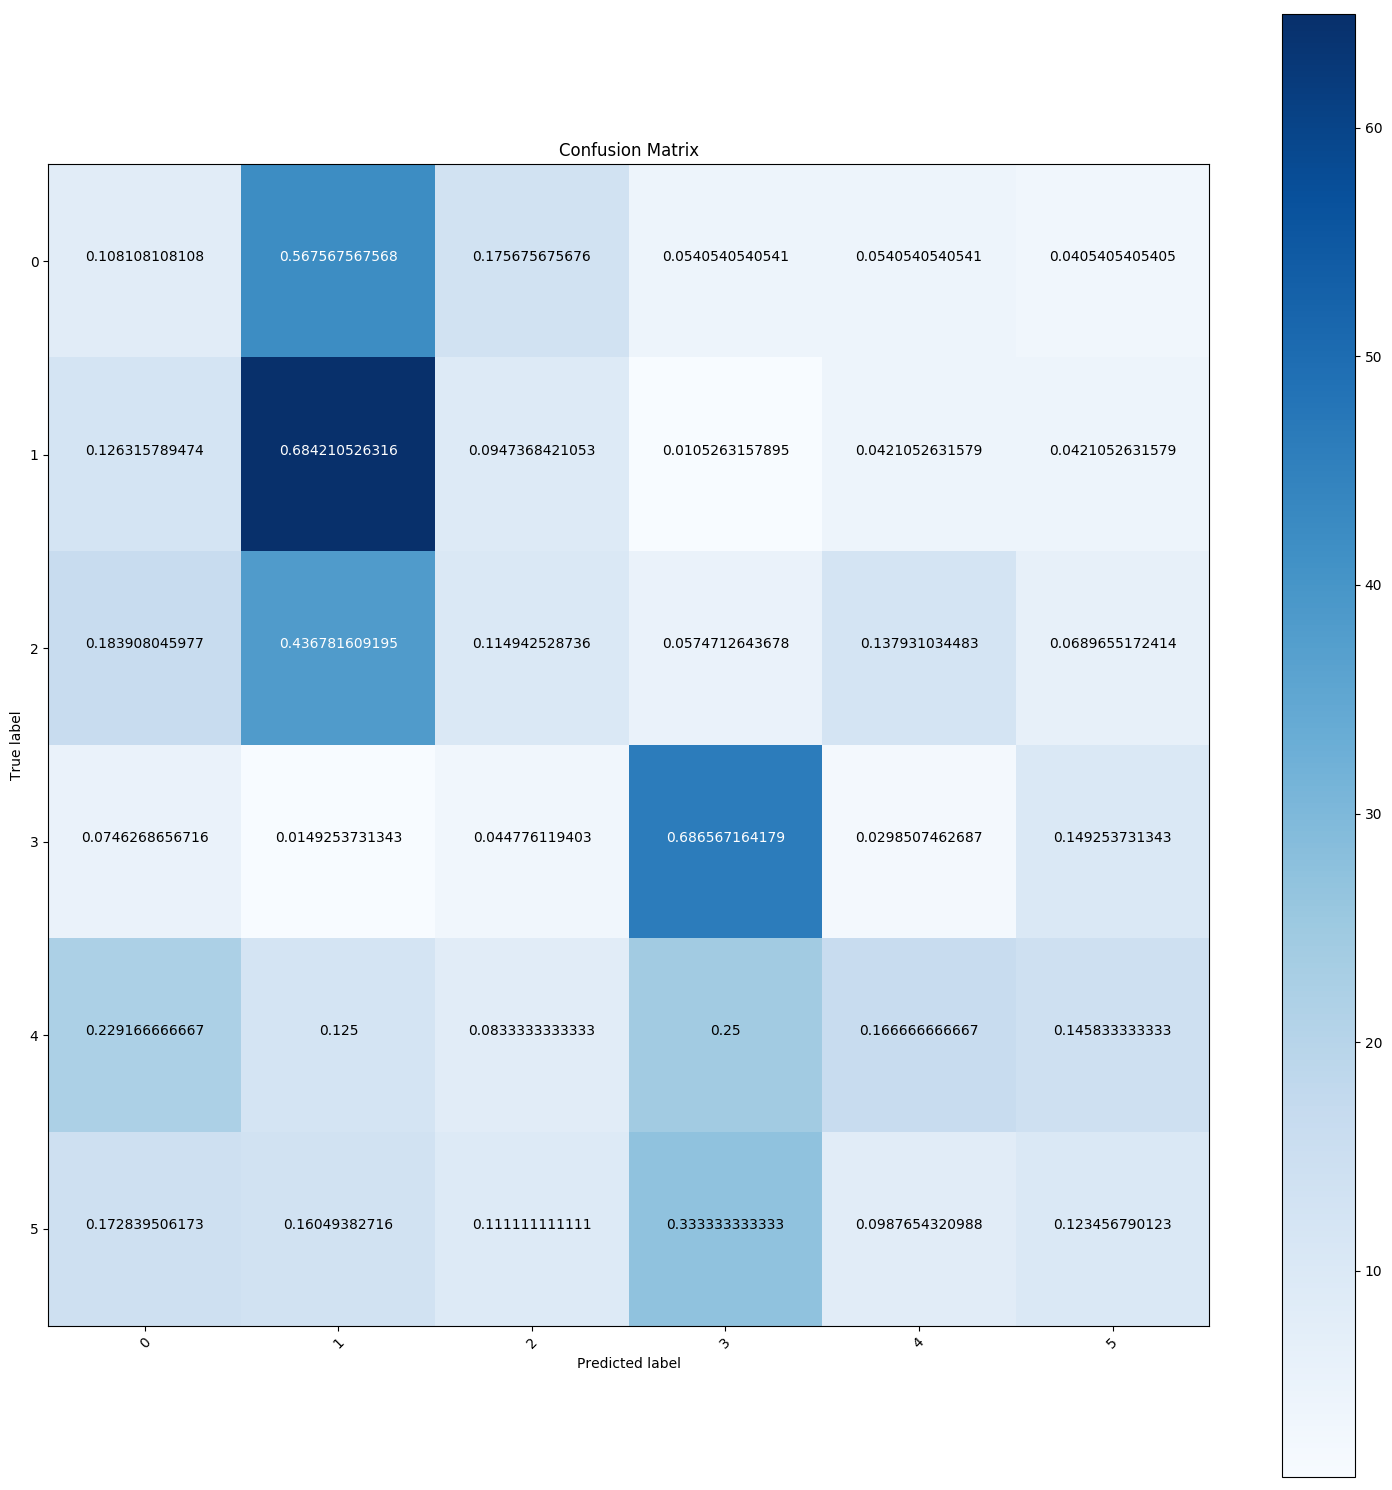 Confusion Matrix
0 0.108108108108 0.567567567568 0.175675675676 0.0540540540541 0.0540540540541 0.0405405405405
1 0.126315789474 0.684210526316 0.0947368421053 0.0105263157895 0.0421052631579 0.0421052631579
2 0.183908045977 0.436781609195 0.114942528736 0.0574712643678 0.137931034483 0.0689655172414
3 0.0746268656716 0.0149253731343 0.044776119403 0.686567164179 0.0298507462687 0.149253731343
4 0.229166666667 0.125 0.0833333333333 0.25 0.166666666667 0.145833333333
5 0.172839506173 0.16049382716 0.111111111111 0.333333333333 0.0987654320988 0.123456790123
0 1 2 3 4 5
Predicted label
True label
60
50
40
30
20
10